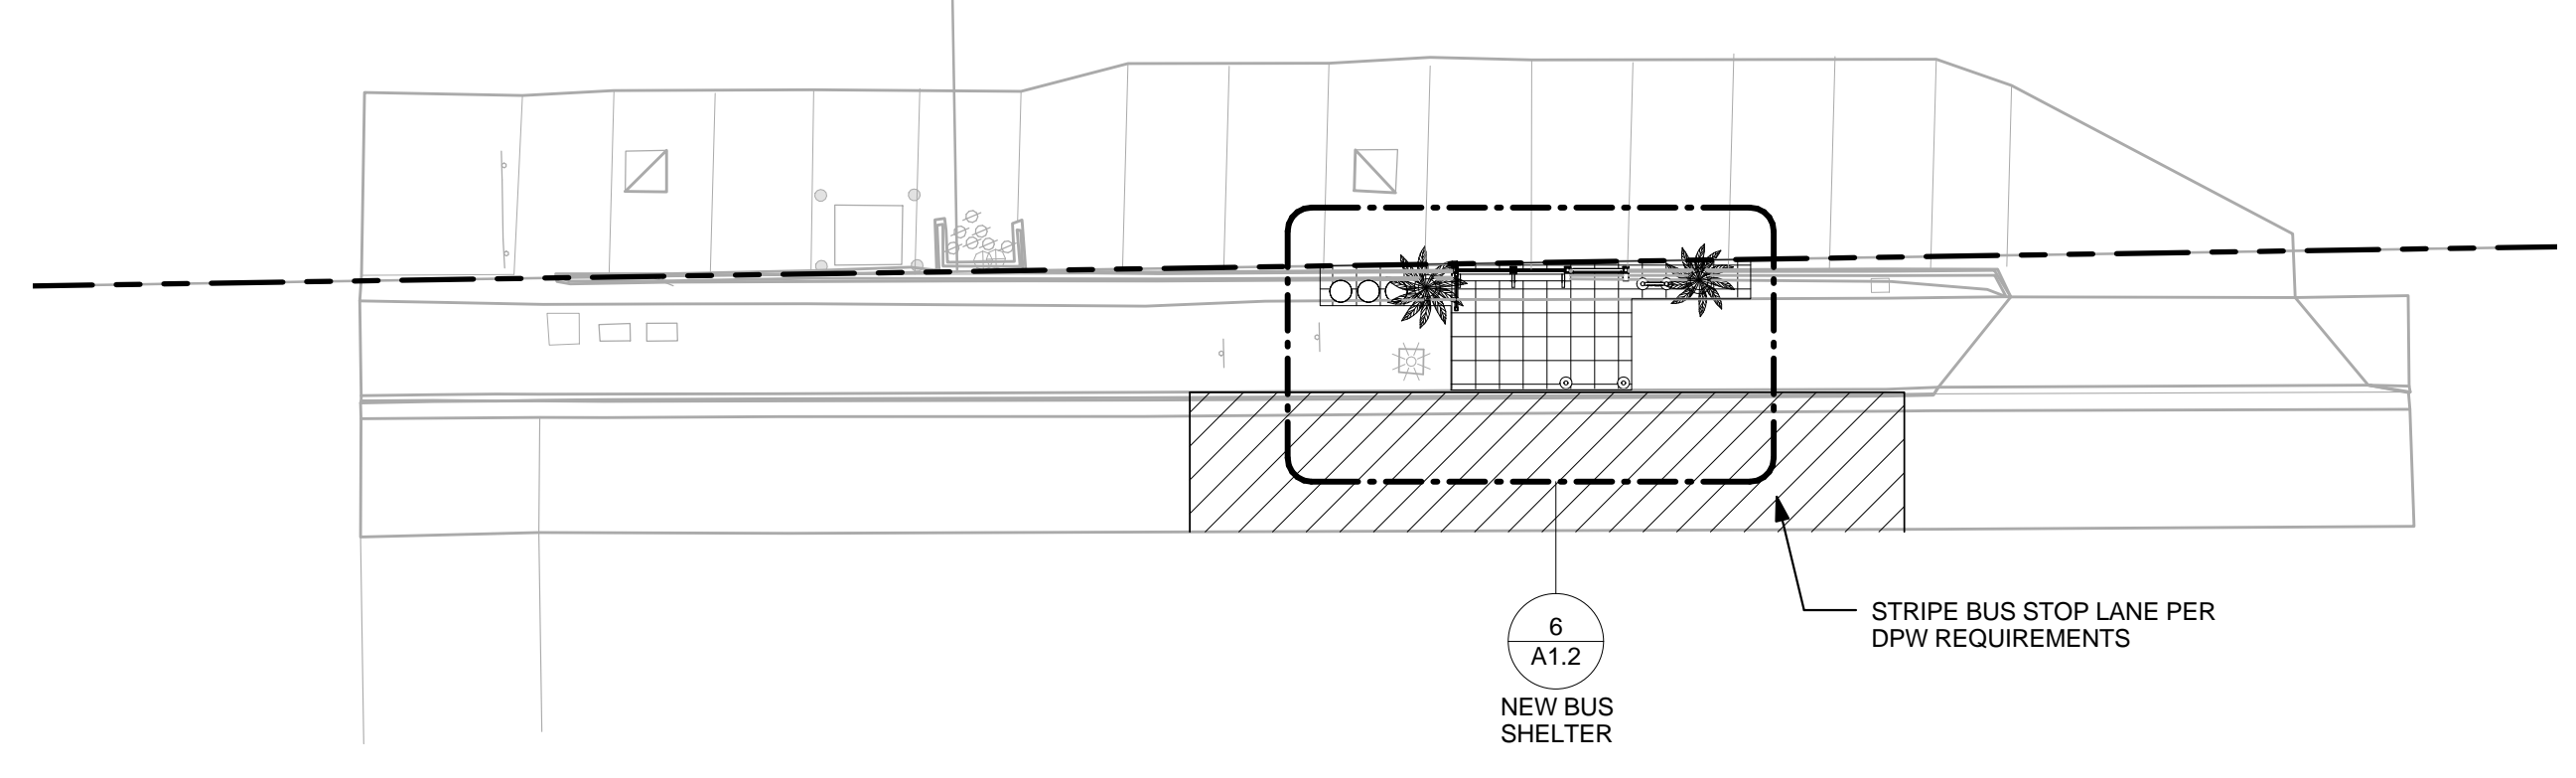 STRIPE BUS STOP LANE PER
DPW REQUIREMENTS
6
A1.2
NEW BUS
SHELTER